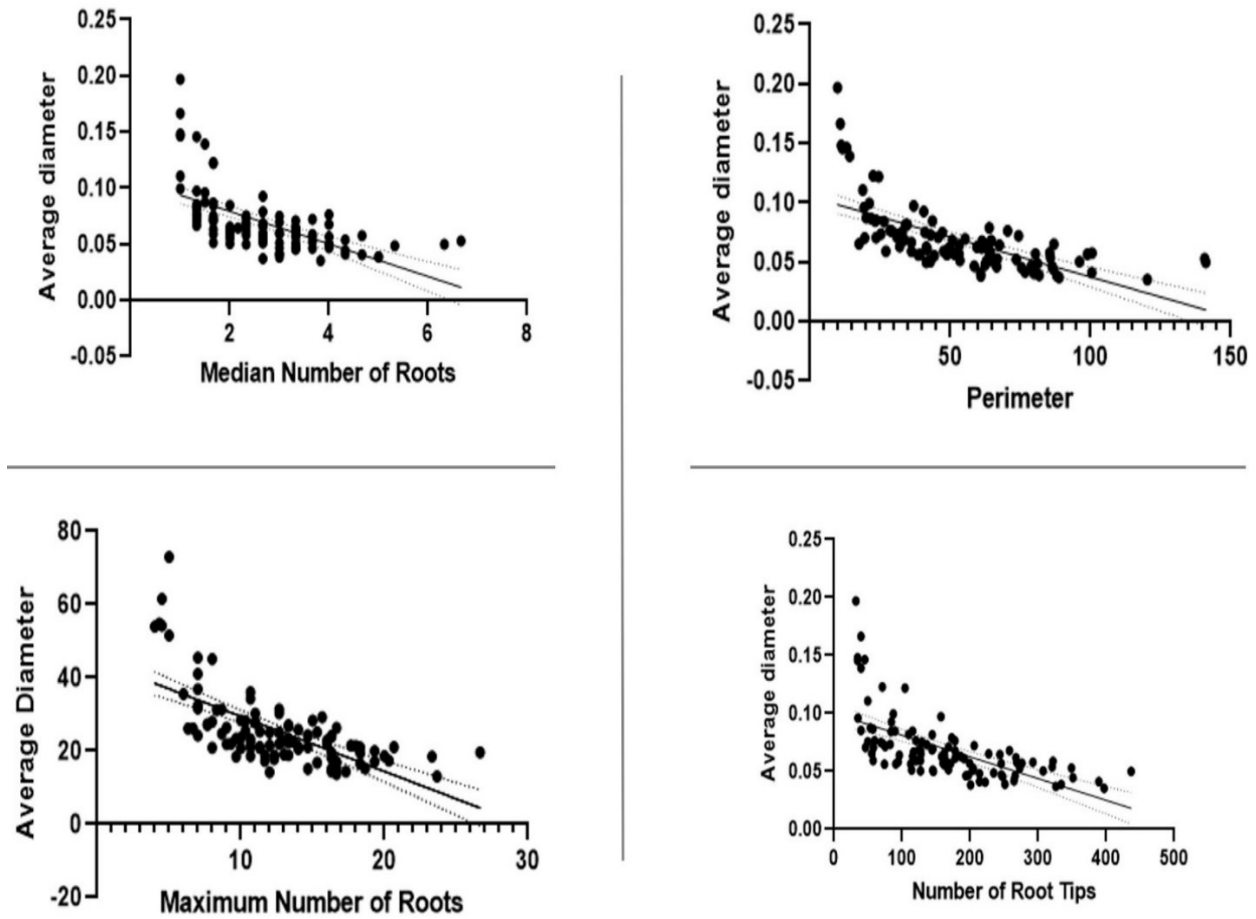 0.25
0.20
0.15
0.10
0.05
0.00
-0.05
Average diameter
2 4 6 8
Median Number of Roots
0.25
0.20
0.15
0.10
0.05
0.00
-0.05
Average diameter
50 100 150
Perimeter
80
60
40
20
0
-20
Average Diameter
10 20 30
Maximum Number of Roots
0.25
0.20
0.15
0.10
0.05
0.00
Average diameter
0 100 200 300 400 500
Number of Root Tips